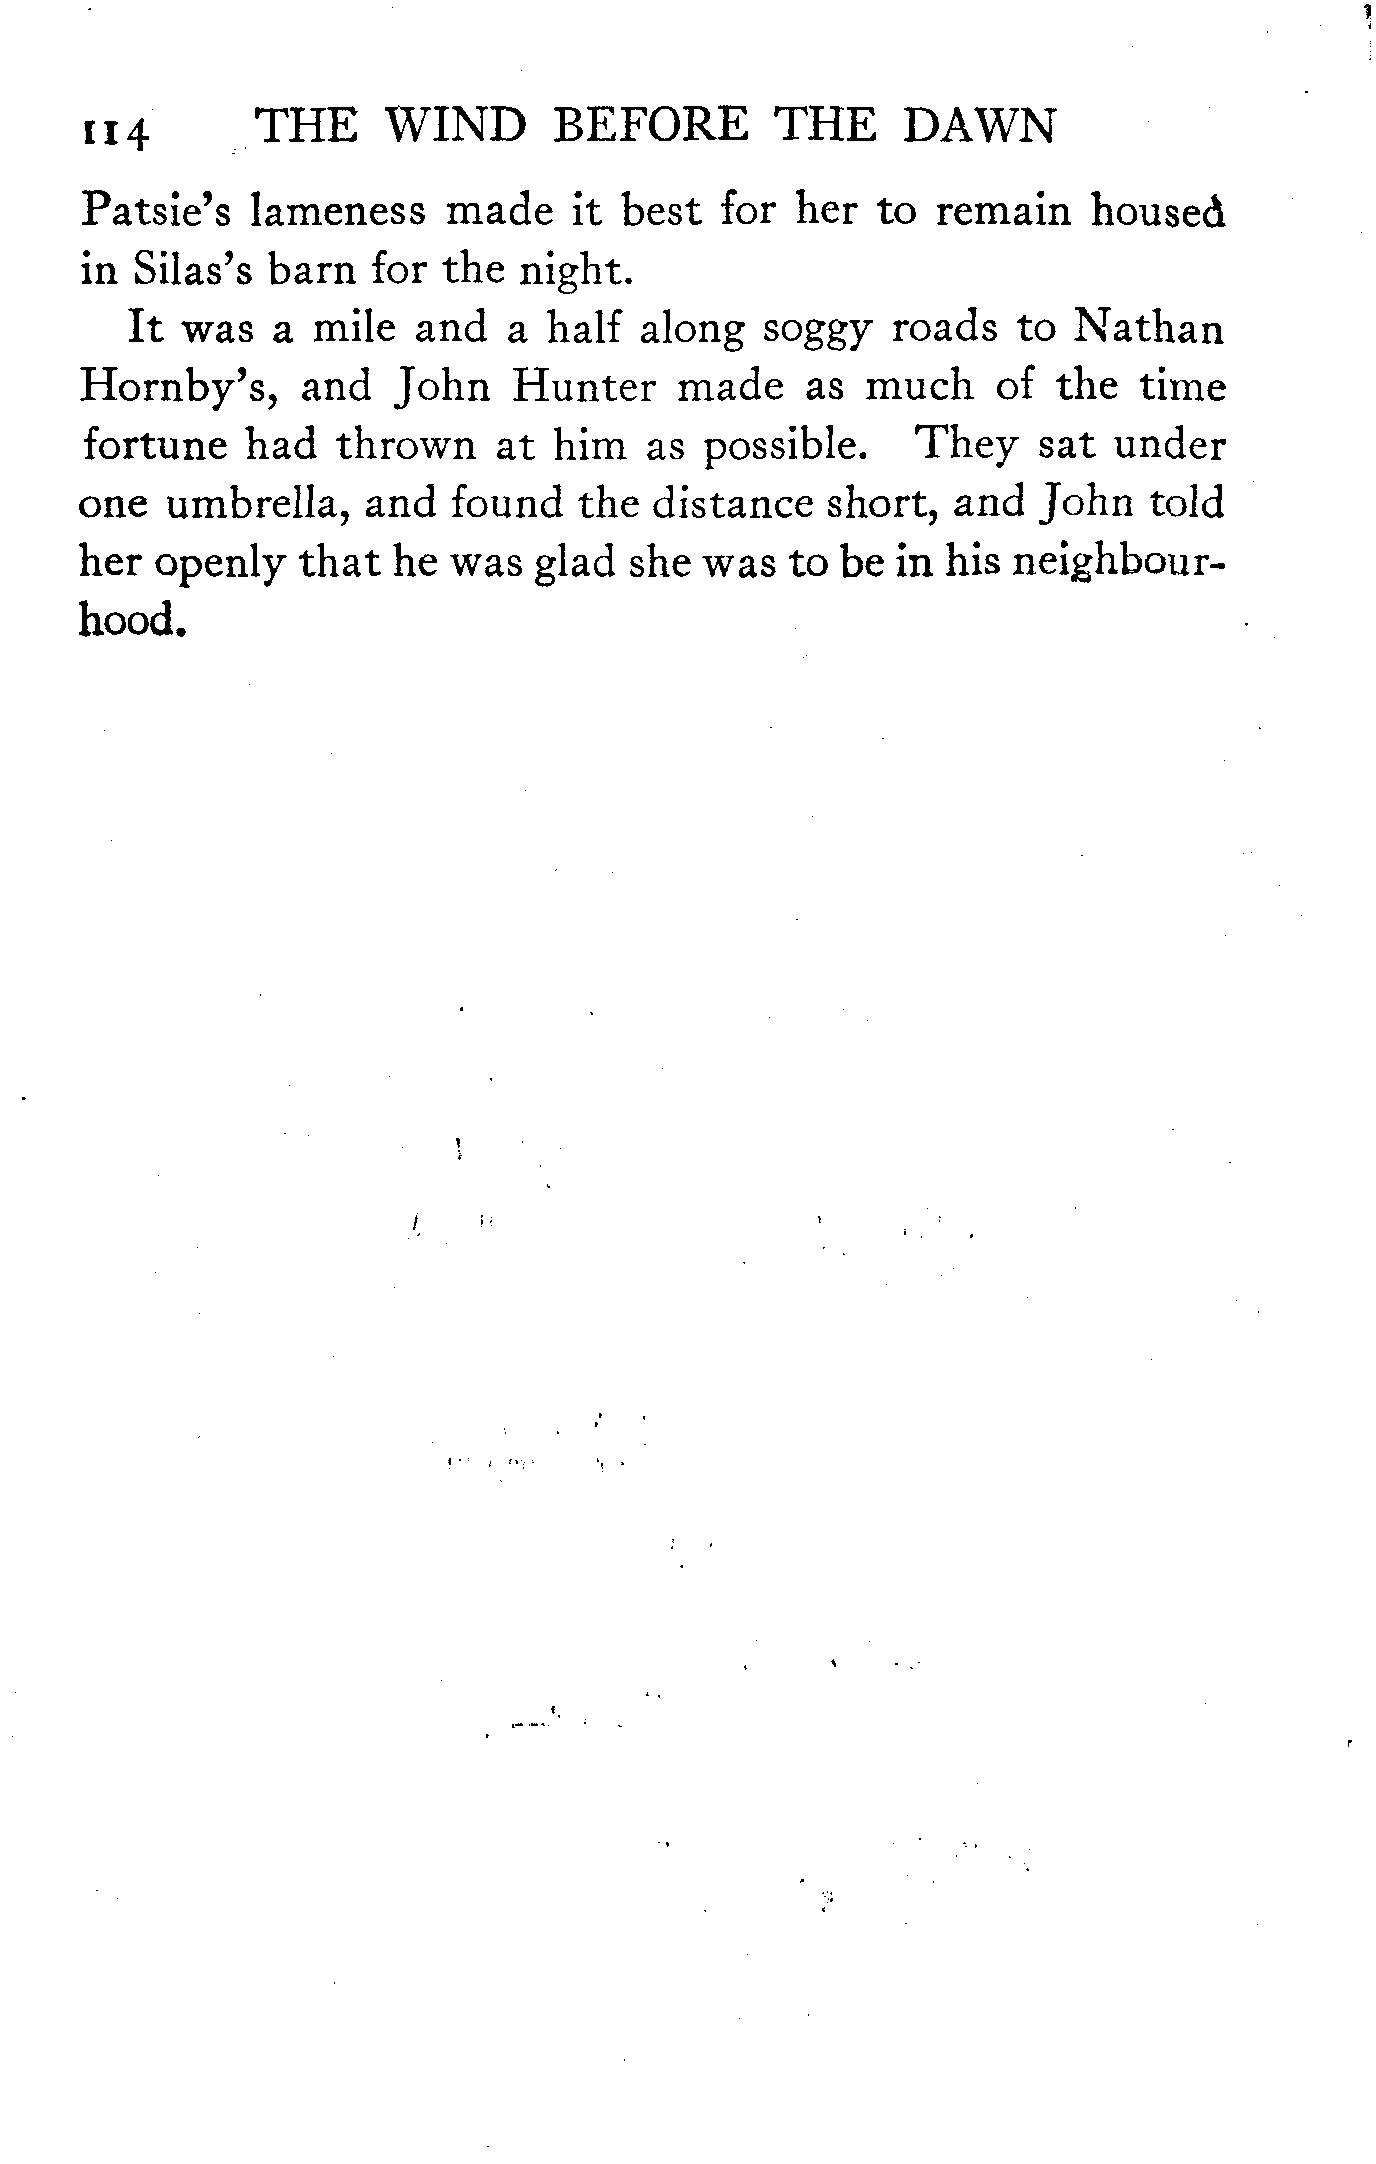 114 THE WIND BEFORE THE DAWN
Patsie's lameness made it best for her to remain housed
in Silas's barn for the night.
It was a mile and a half along soggy roads to Nathan
Hornby's, and John Hunter made as much of the time
fortune had thrown at him as possible. They sat under
one umbrella, and found the distance short, and John told
her openly that he was glad she was to be in his neighbour-
hood.